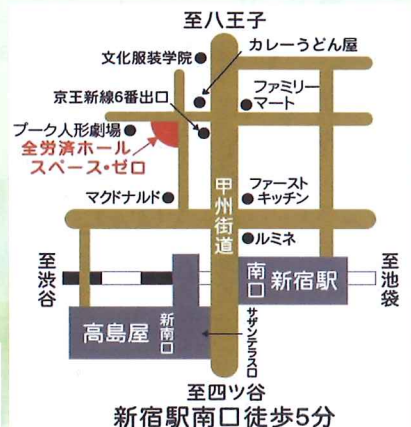 至八王子
カレーうどん屋
文化服装学院
京王新線6番出口
ファミリー
マート
プーク人形劇場
全労済ホール
スペース・ゼロ
マクドナルド
甲州街道
ファースト
キッチン
ルミネ
至渋谷
南口
新宿駅
至池袋
高島屋
新南口
サザンテラス口
至四ツ谷
新宿駅南口徒歩5分